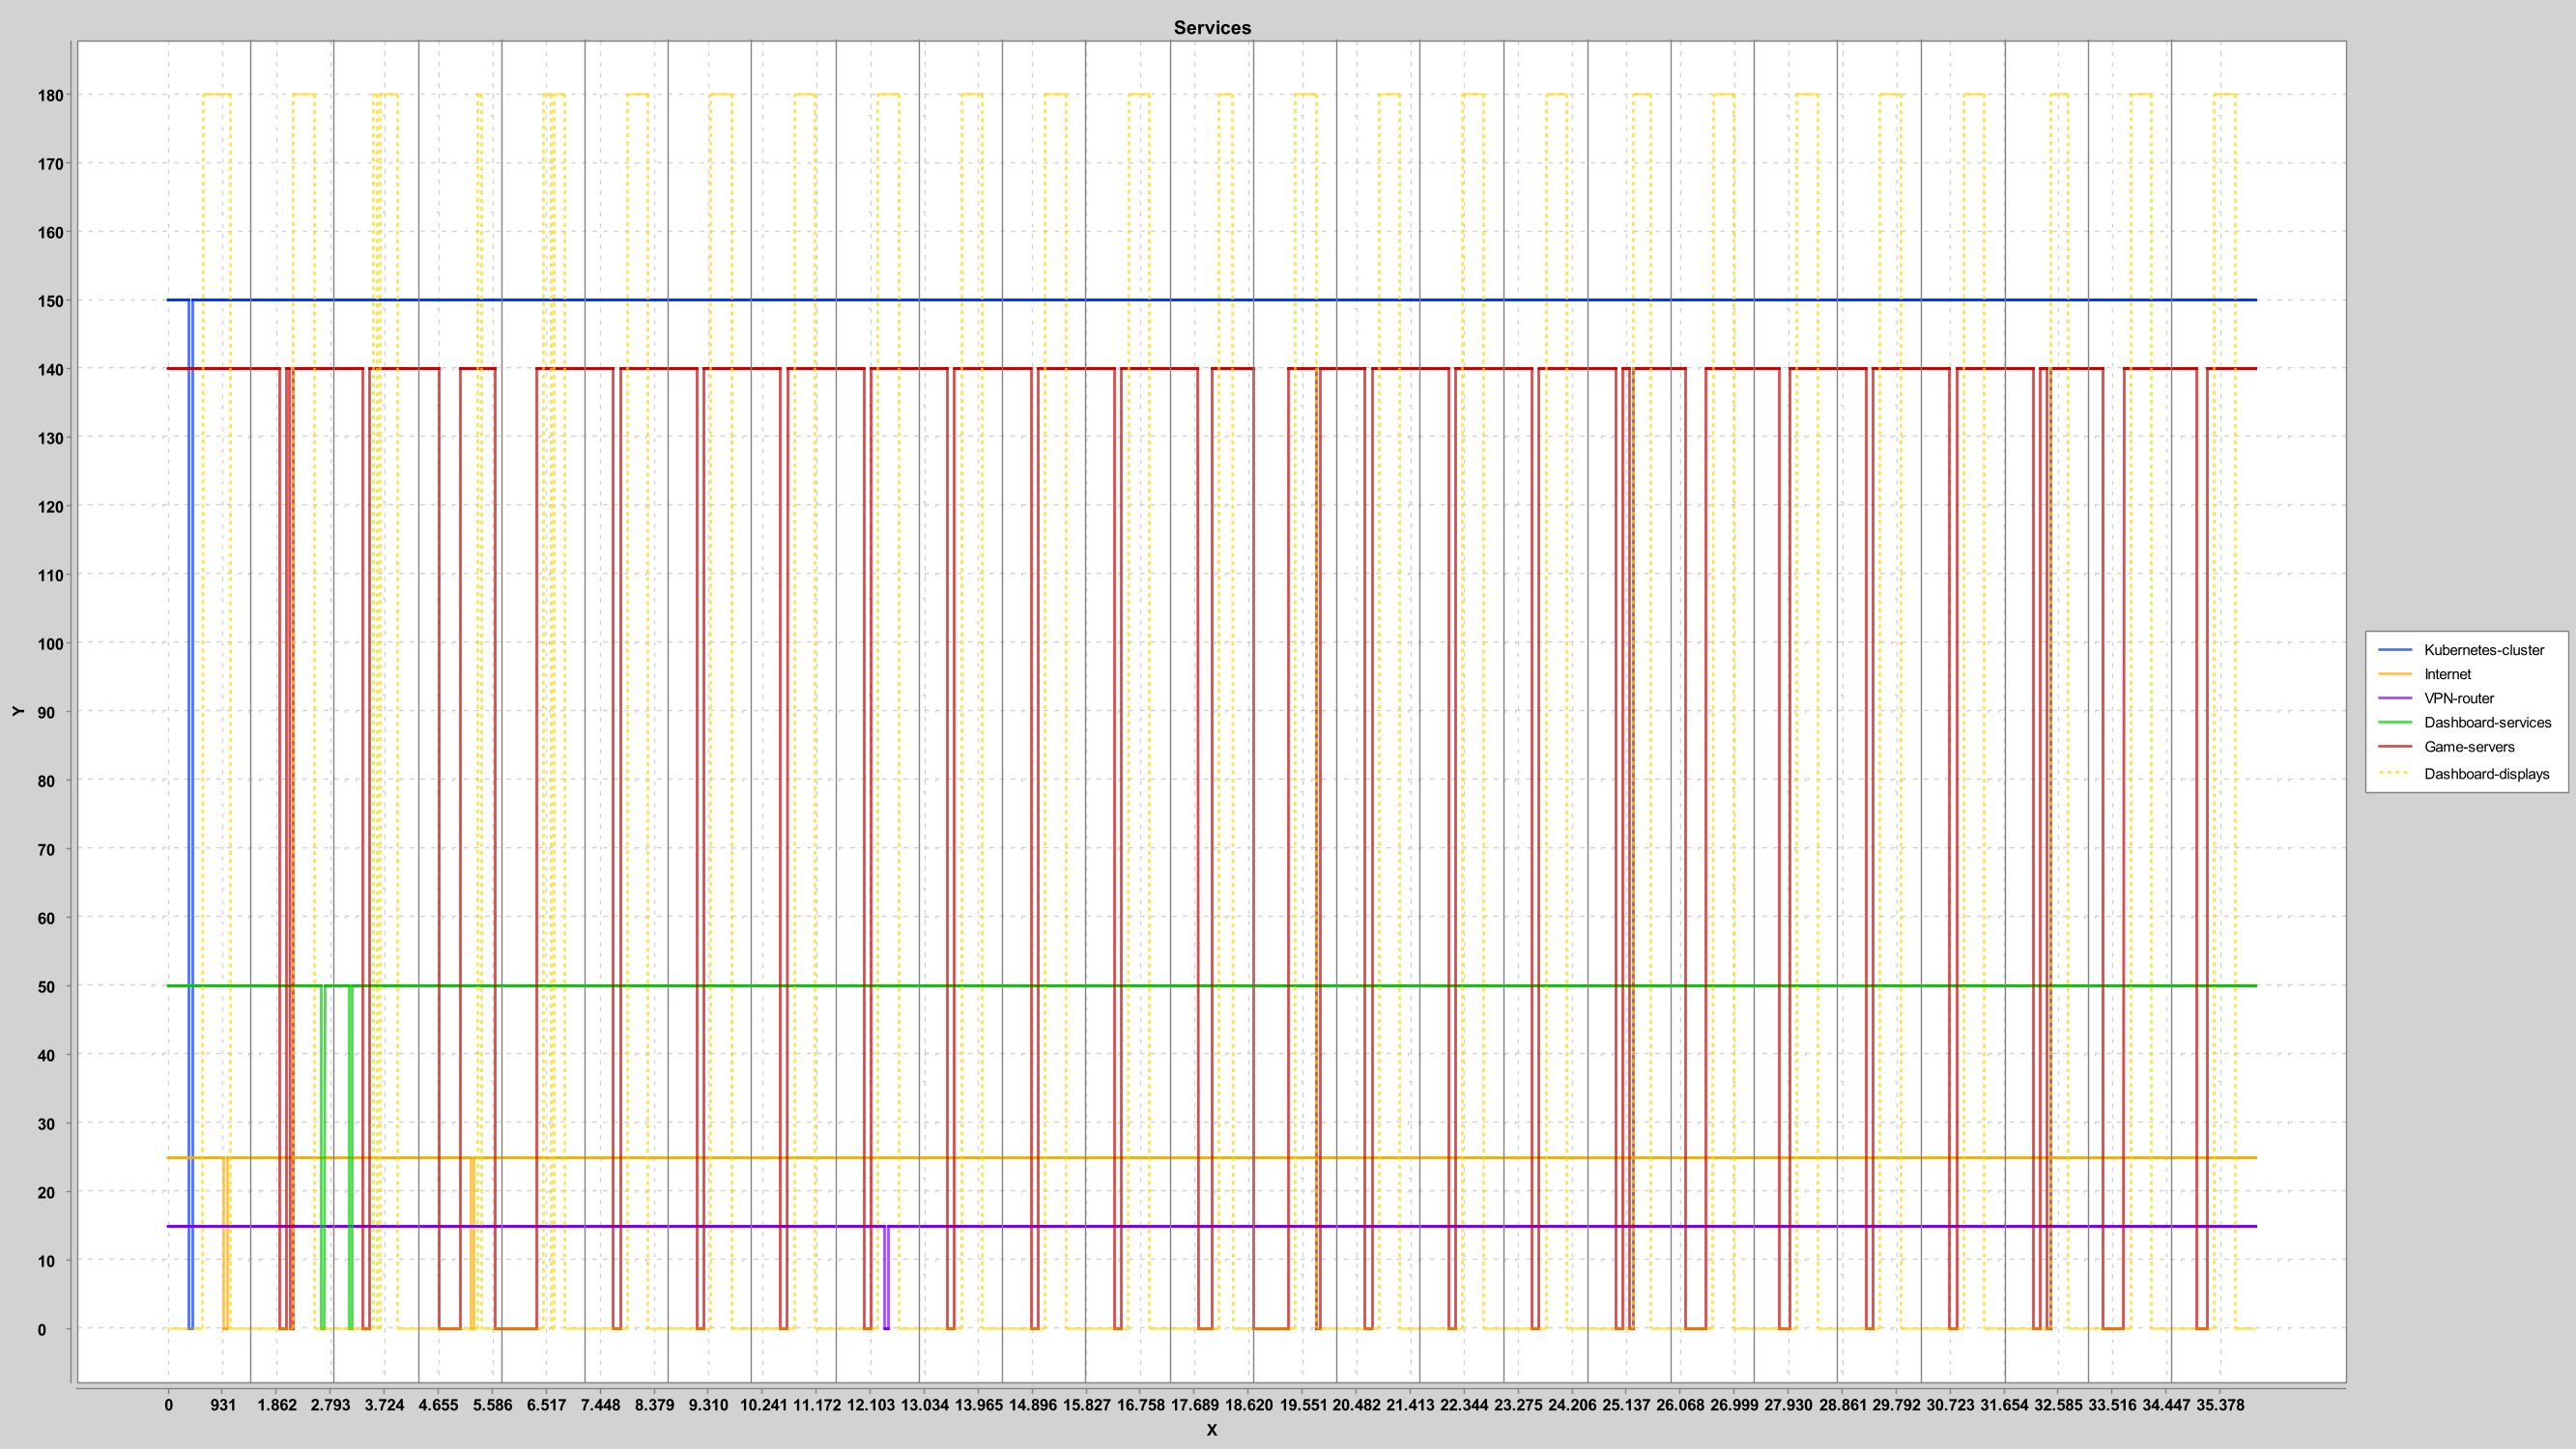 Services
180
170
160
150
140
130
120
110
100
90
80
70
60
50
40
30
20
10
0
Y
0 931 1.862 2.793 3.724 4.655 5.586 6.517 7.448 8.379 9.310 10.241 11.172 12.103 13.034 13.965 14.896 15.827 16.758 17.689 18.620 19.551 20.482 21.413 22.344 23.275 24.206 25.137 26.068 26.999 27.930 28.861 29.792 30.723 31.654 32.585 33.516 34.447 35.378
X
Kubernetes-cluster
Internet
VPN-router
Dashboard-services
Game-servers
Dashboard-displays